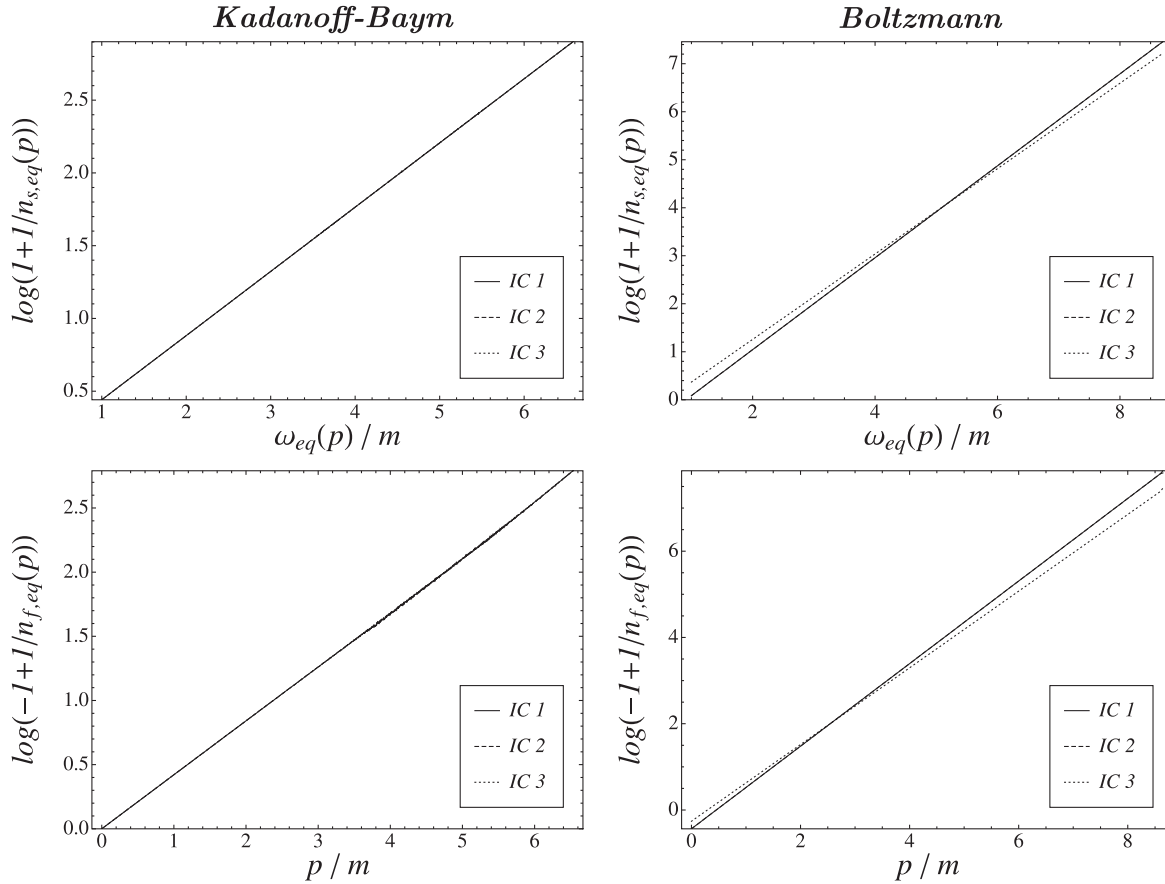 Kadanoff-Baym
log(1+1/n_{s,eq}(p))
2.5
2.0
1.5
1.0
0.5
IC 1
IC 2
IC 3
1 2 3 4 5 6
ω_{eq}(p) / m
Boltzmann
log(1+1/n_{s,eq}(p))
7
6
5
4
3
2
1
0
IC 1
IC 2
IC 3
2 4 6 8
ω_{eq}(p) / m
log(-1+1/n_{f,eq}(p))
2.5
2.0
1.5
1.0
0.5
0.0
IC 1
IC 2
IC 3
0 1 2 3 4 5 6
p / m
log(-1+1/n_{f,eq}(p))
6
4
2
0
IC 1
IC 2
IC 3
0 2 4 6 8
p / m